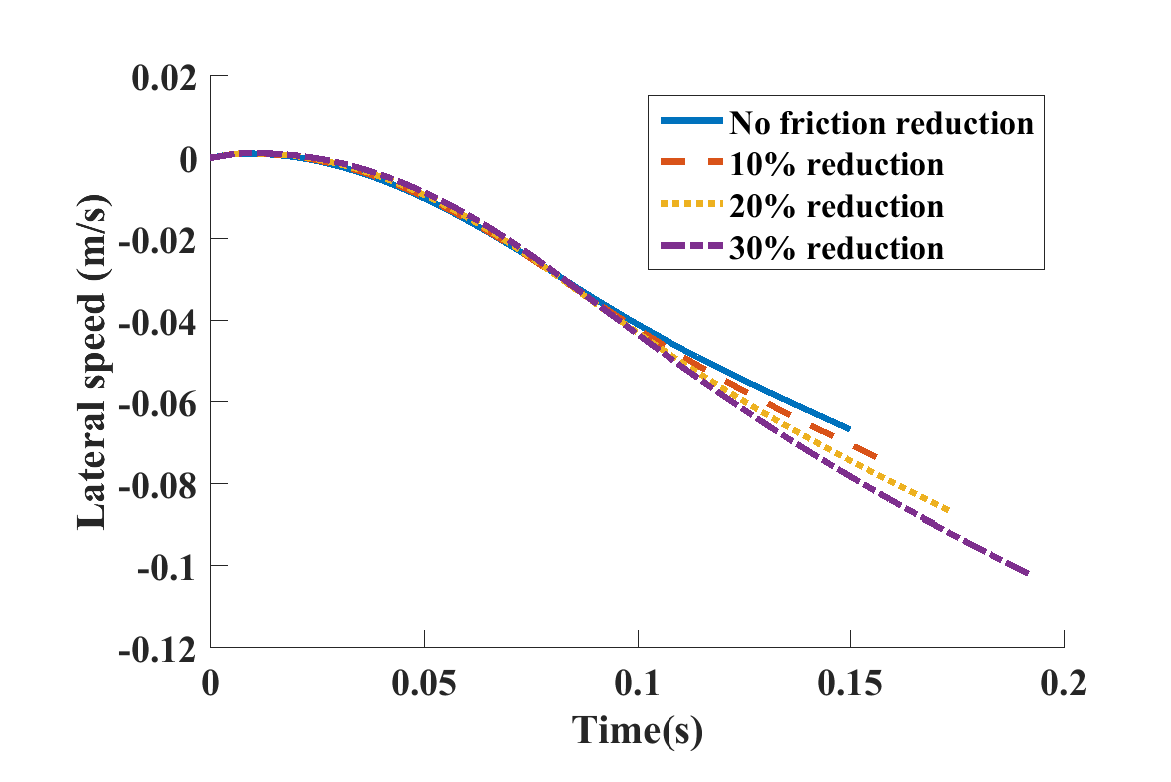 0.02
0
-0.02
-0.04
-0.06
-0.08
-0.1
-0.12
Lateral speed (m/s)
No friction reduction
10% reduction
20% reduction
30% reduction
0
0.05
0.1
0.15
0.2
Time(s)